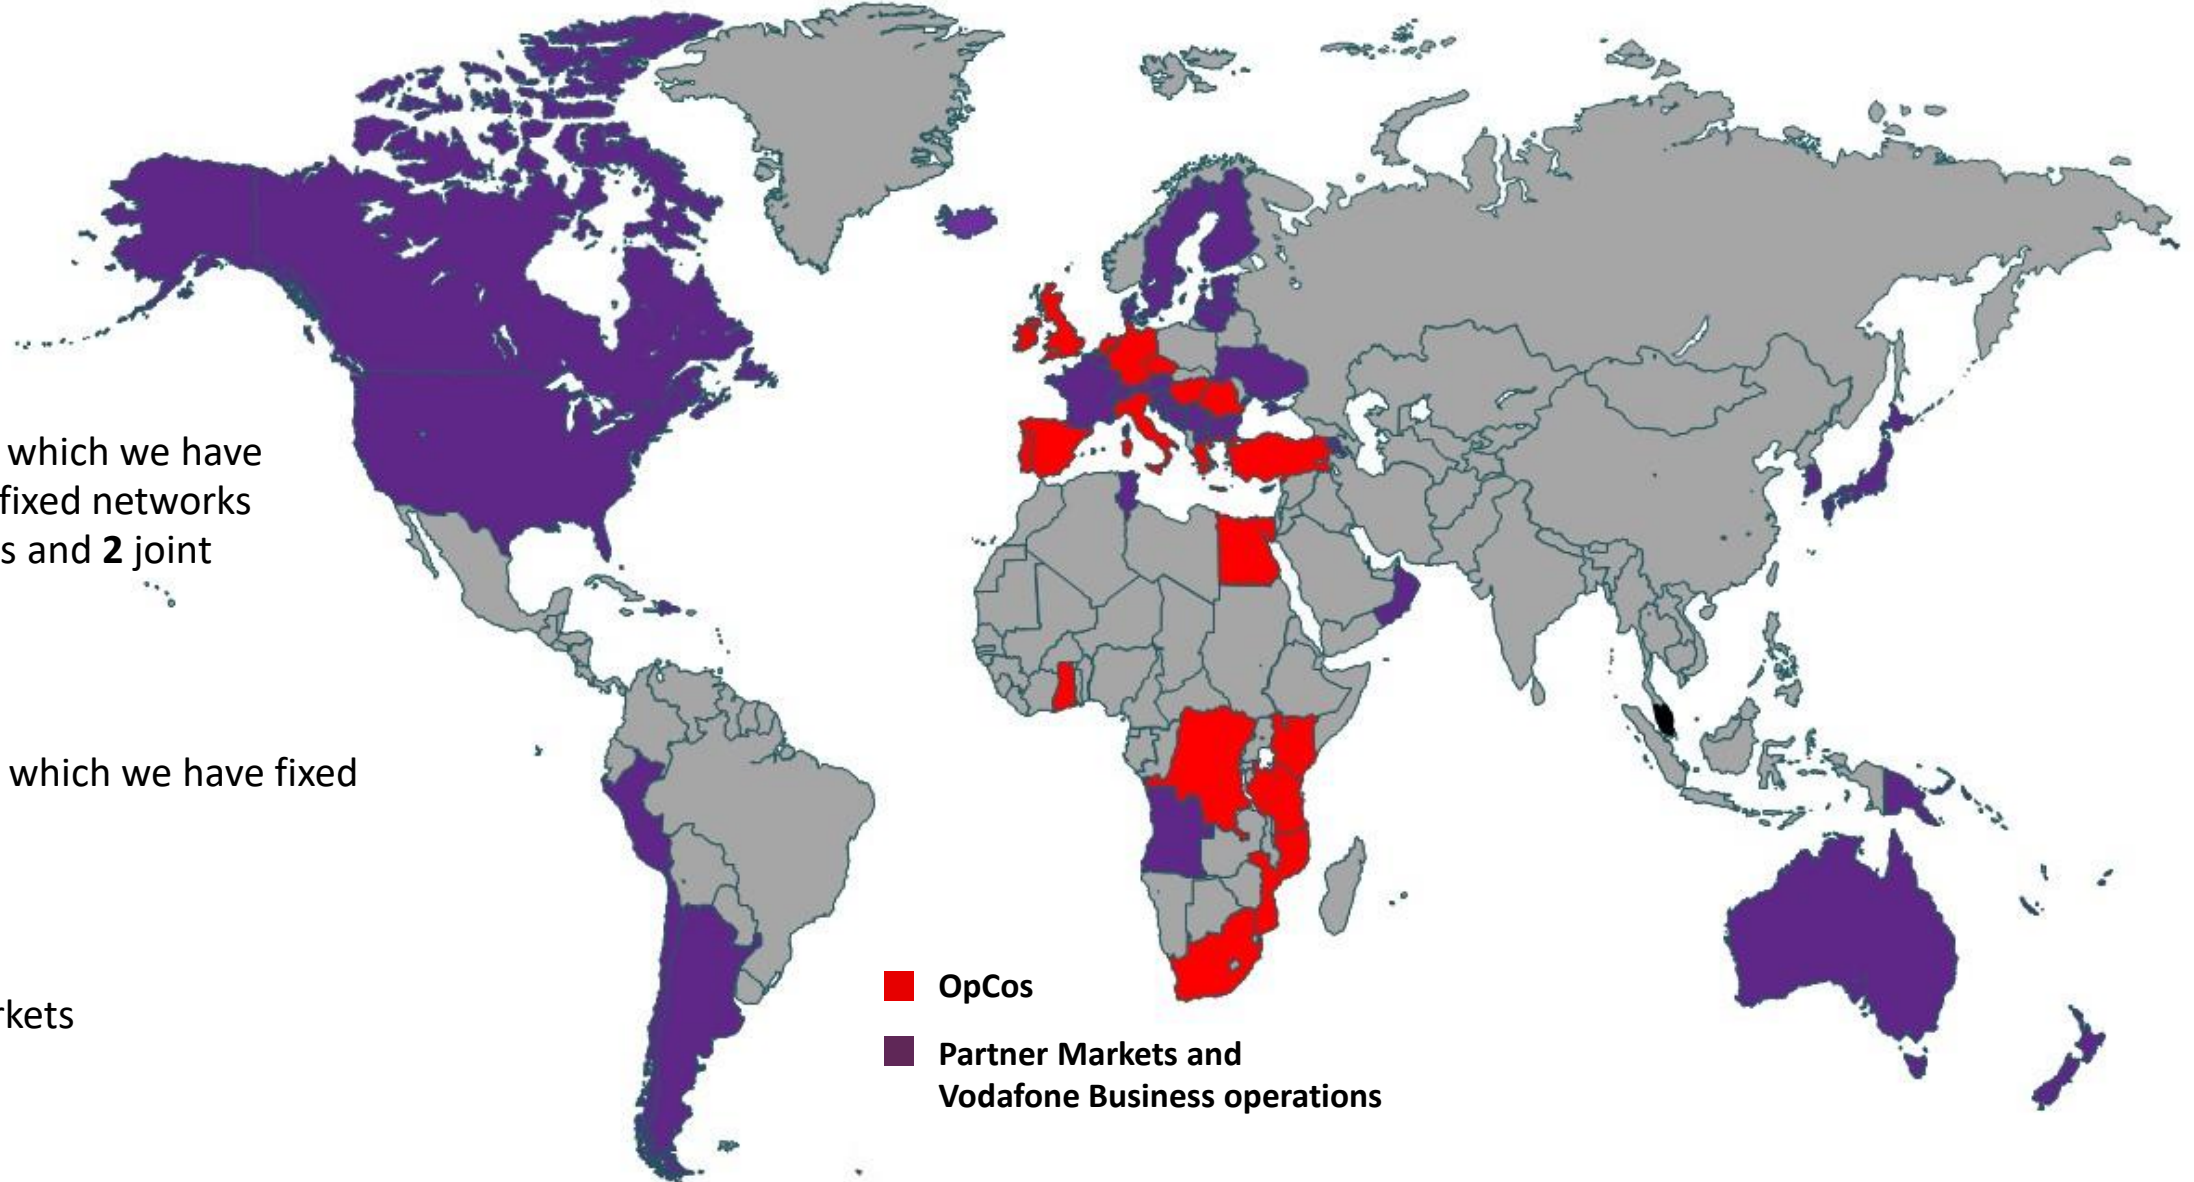 which we have
fixed networks
s and 2 joint
which we have fixed
rkets
OpCos
Partner Markets and
Vodafone Business operations